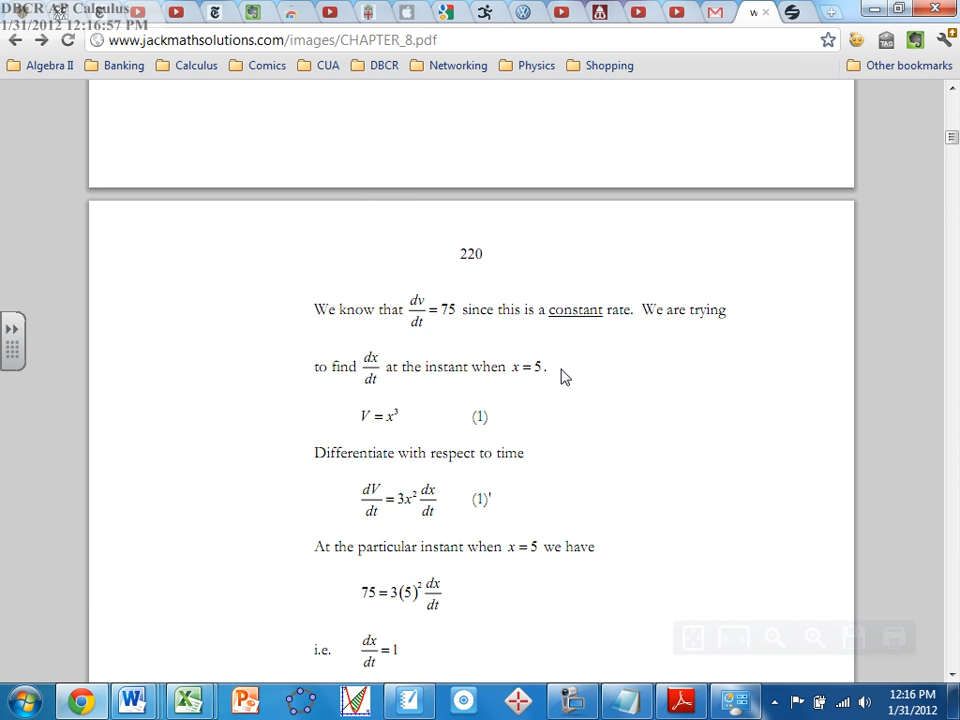 DBCR AP Calculus
1/31/2012 12:16:57 PM
www.jackmathsolutions.com/images/CHAPTER_8.pdf
Algebra II Banking Calculus Comics CUA DBCR Networking Physics Shopping Other bookmarks
220
We know that dv/dt = 75 since this is a constant rate. We are trying
to find dx/dt at the instant when x = 5.
V = x³ (1)
Differentiate with respect to time
dV/dt = 3x² dx/dt (1)'
At the particular instant when x = 5 we have
75 = 3(5)² dx/dt
i.e. dx/dt = 1
12:16 PM
1/31/2012